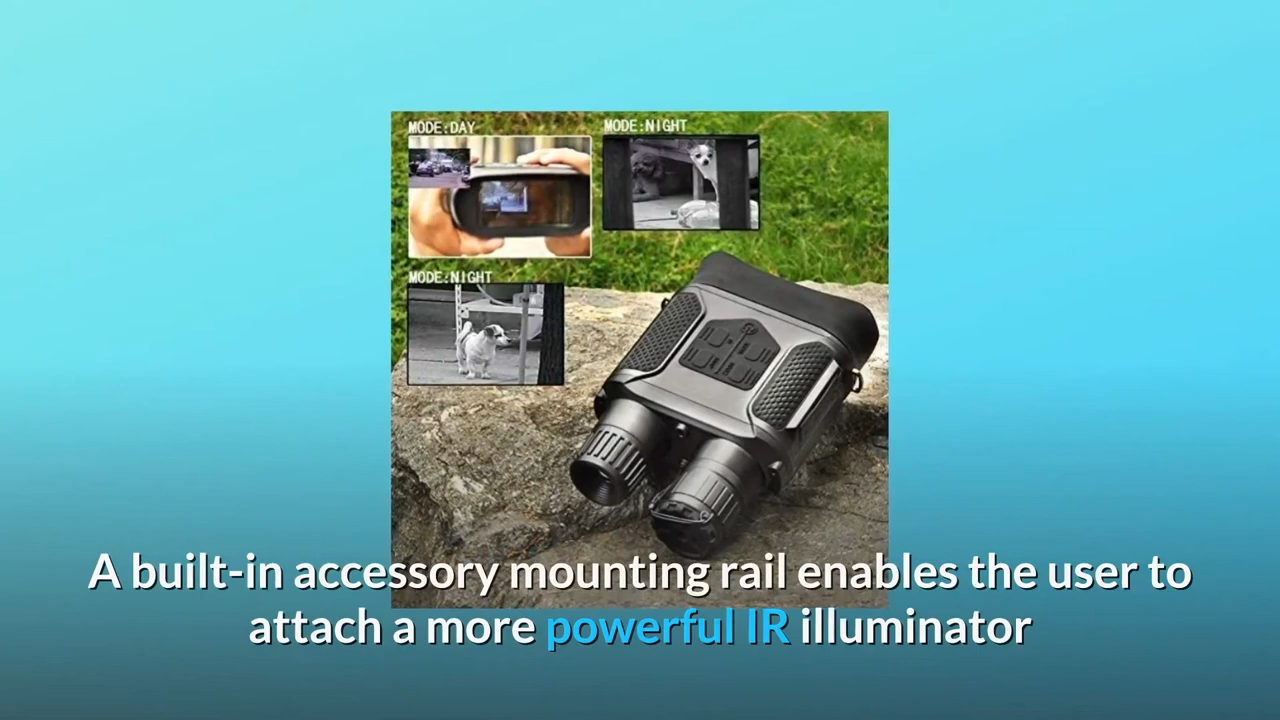 MODE:DAY
MODE:NIGHT
MODE:NIGHT
A built-in accessory mounting rail enables the user to
attach a more powerful IR illuminator